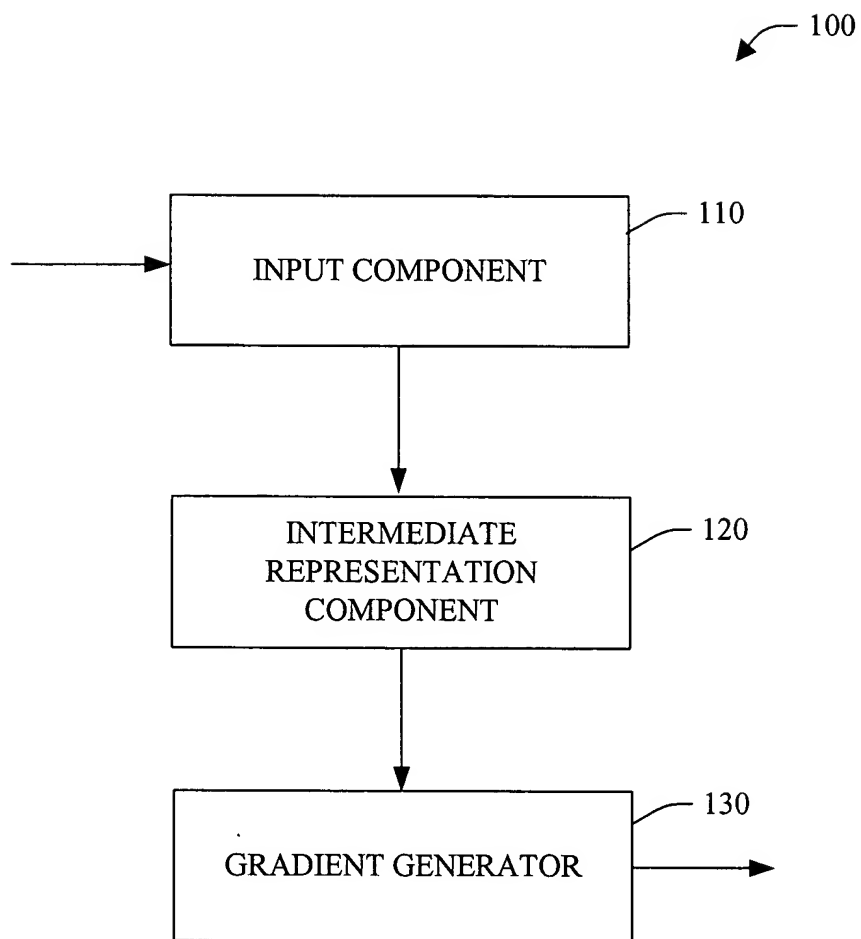 100
110
INPUT COMPONENT
120
INTERMEDIATE
REPRESENTATION
COMPONENT
130
GRADIENT GENERATOR